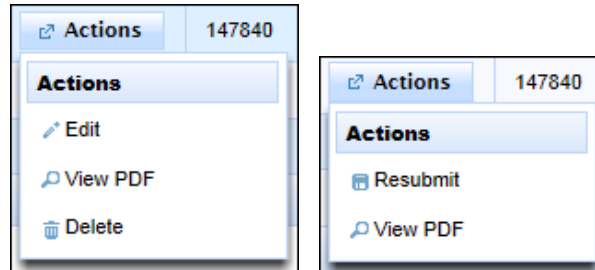 Actions 147840
Actions
Edit
View PDF
Delete
Actions 147840
Actions
Resubmit
View PDF